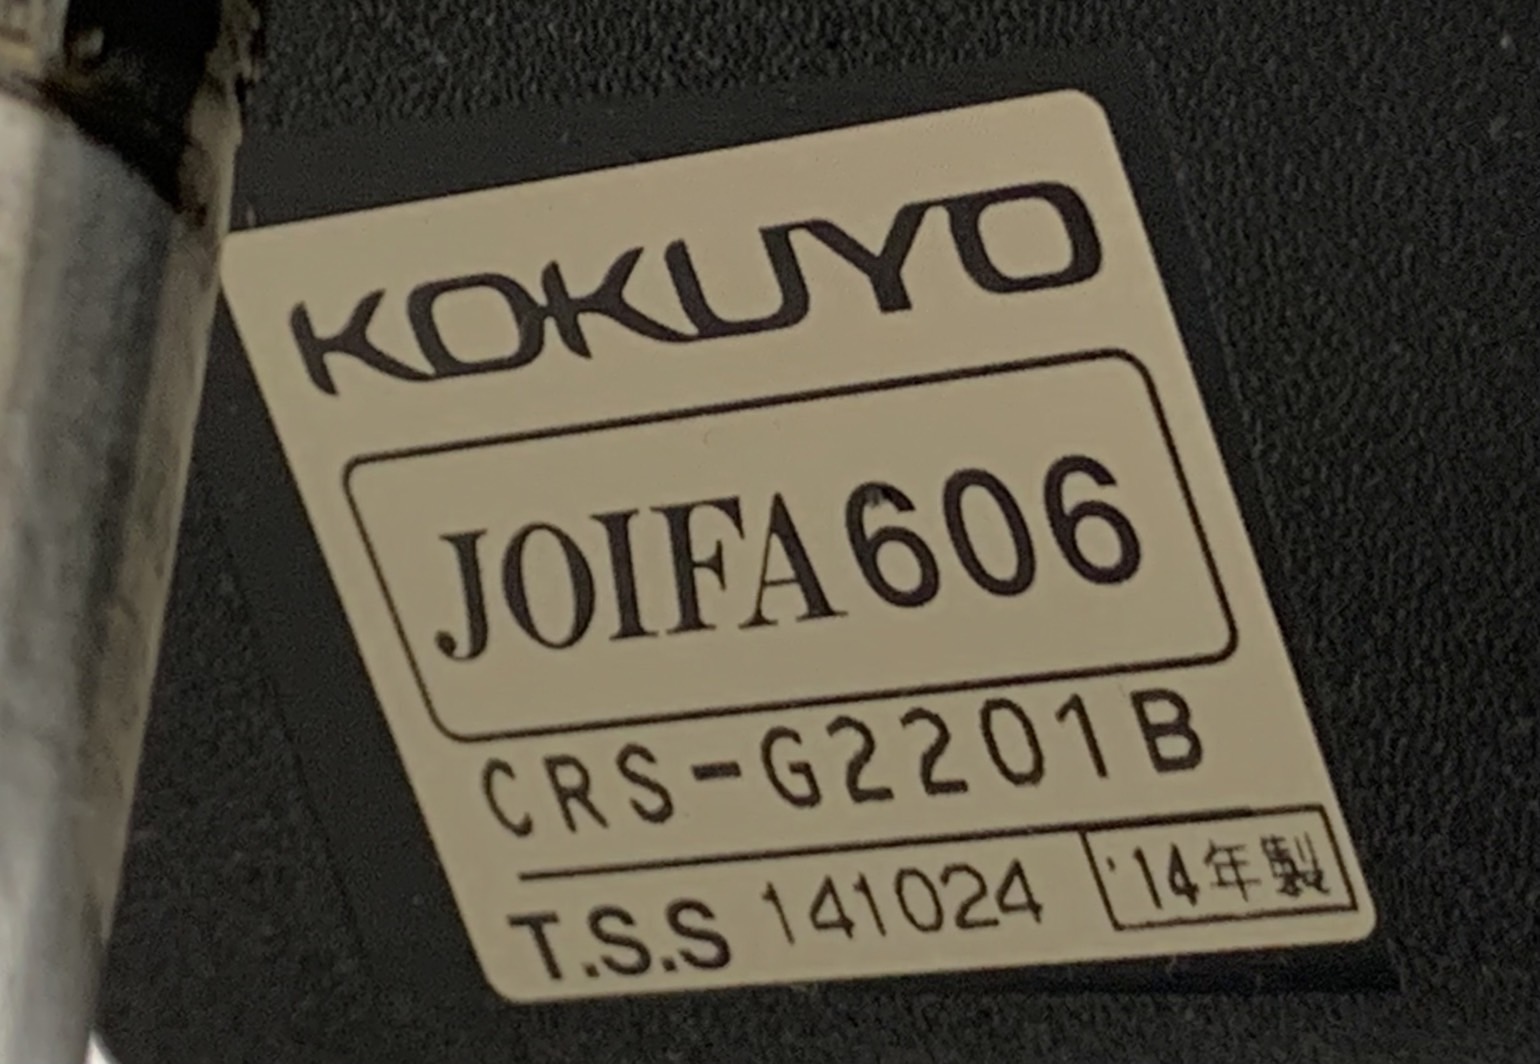 KOKUYO
JOIFA606
CRS-G2201B
T.S.S 141024 '14年製